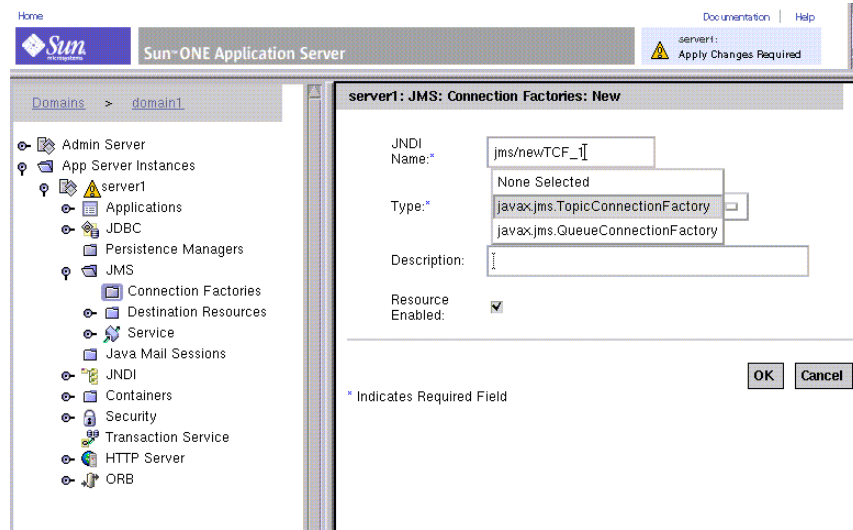 Home
Documentation | Help
Sun
microsystems
Sun™ ONE Application Server
server1:
Apply Changes Required
Domains > domain1
Admin Server
App Server Instances
server1
Applications
JDBC
Persistence Managers
JMS
Connection Factories
Destination Resources
Service
Java Mail Sessions
JNDI
Containers
Security
Transaction Service
HTTP Server
ORB
server1: JMS: Connection Factories: New
JNDI
Name:*
jms/newTCF_1
None Selected
Type:*
javax.jms.TopicConnectionFactory
javax.jms.QueueConnectionFactory
Description:
Resource
Enabled:
OK
Cancel
* Indicates Required Field